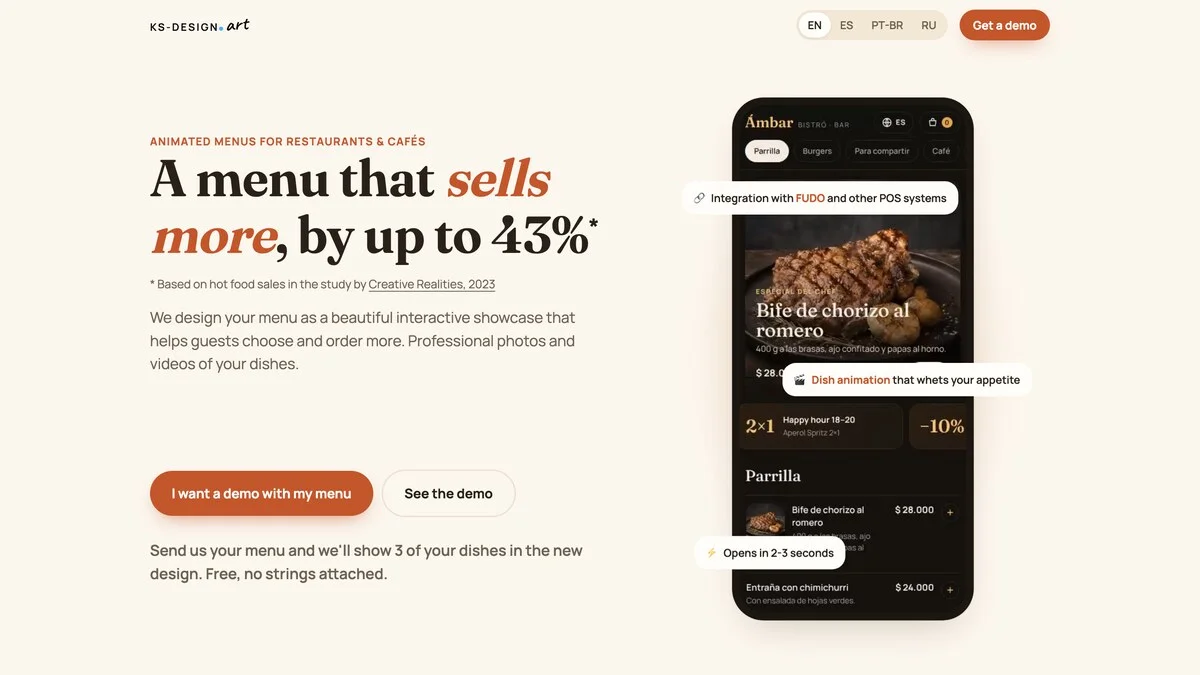 KS-DESIGN.art
EN ES PT-BR RU
Get a demo
ANIMATED MENUS FOR RESTAURANTS & CAFÉS
A menu that sells
more, by up to 43%*
* Based on hot food sales in the study by Creative Realities, 2023
We design your menu as a beautiful interactive showcase that
helps guests choose and order more. Professional photos and
videos of your dishes.
I want a demo with my menu
See the demo
Send us your menu and we'll show 3 of your dishes in the new
design. Free, no strings attached.
Ámbar BISTRÓ · BAR
ES
0
Parrilla Burgers Para compartir Café
🔗 Integration with FUDO and other POS systems
ESPECIAL DEL CHEF
Bife de chorizo al
romero
400 g a las brasas, ajo confitado y papas al horno.
$ 28.0
🎬 Dish animation that whets your appetite
2×1 Happy hour 18–20
Aperol Spritz 2×1
−10%
Parrilla
Bife de chorizo al
romero
$ 28.000 +
⚡ Opens in 2-3 seconds
Entraña con chimichurri
$ 24.000 +
Con ensalada de hojas verdes.